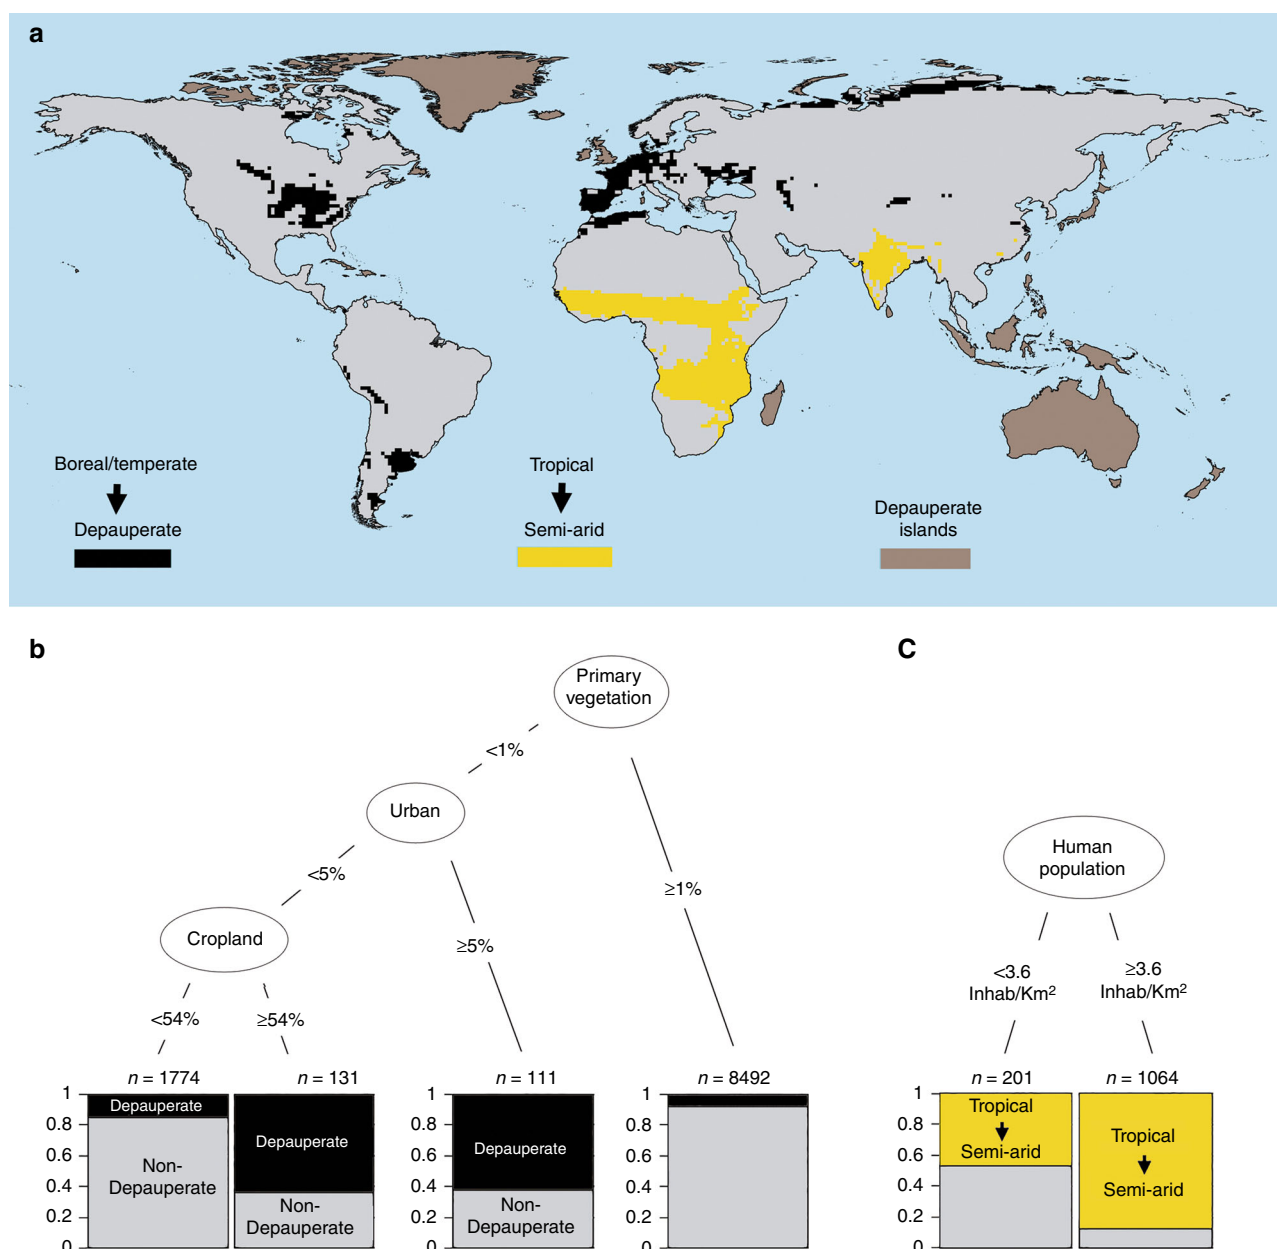 a
Boreal/temperate
Depauperate
Tropical
Semi-arid
Depauperate
islands
b
Primary
vegetation
<1%
≥1%
Urban
<5%
≥5%
Cropland
<54%
≥54%
n = 1774
n = 131
n = 111
n = 8492
1
0.8
0.6
0.4
0.2
0
Depauperate
Non-
Depauperate
Depauperate
Non-
Depauperate
1
0.8
0.6
0.4
0.2
0
Depauperate
Non-
Depauperate
1
0.8
0.6
0.4
0.2
0
C
Human
population
<3.6
Inhab/Km²
≥3.6
Inhab/Km²
n = 201
n = 1064
1
0.8
0.6
0.4
0.2
0
Tropical
Semi-arid
Tropical
Semi-arid